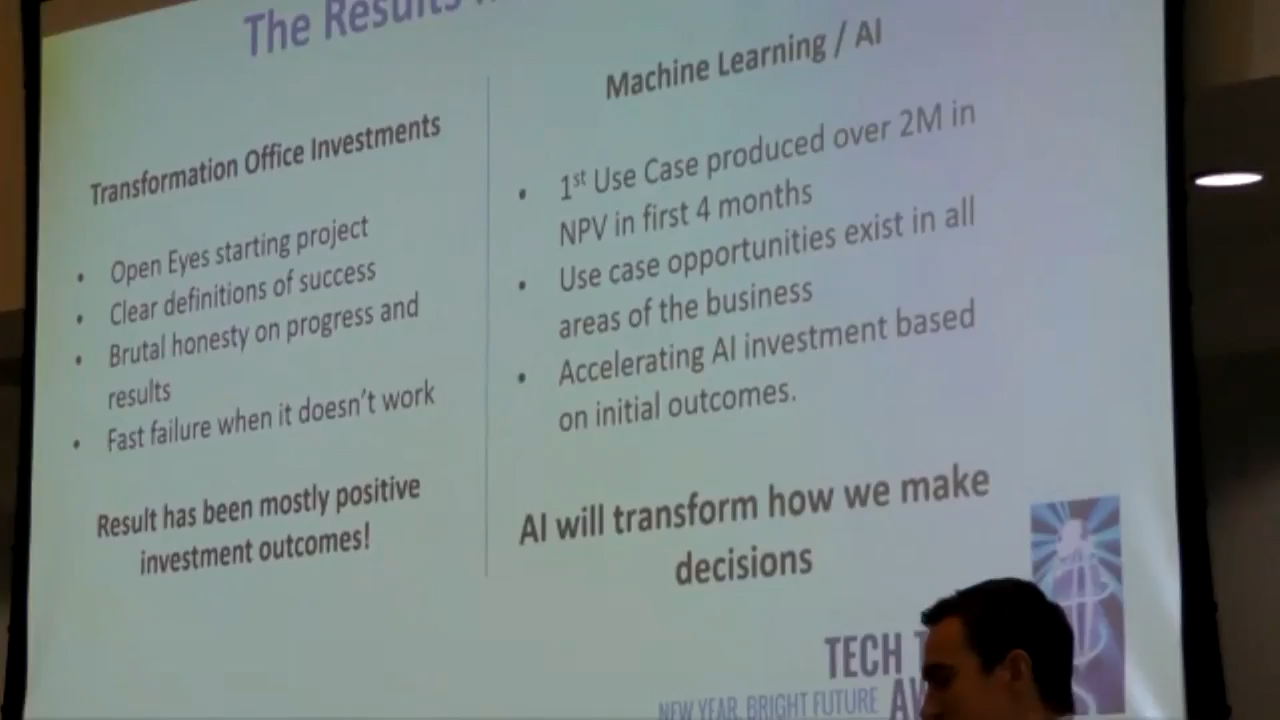 The Results
Transformation Office Investments
• Open Eyes starting project
• Clear definitions of success
• Brutal honesty on progress and
results
• Fast failure when it doesn't work
Result has been mostly positive
investment outcomes!
Machine Learning / AI
• 1st Use Case produced over 2M in
NPV in first 4 months
• Use case opportunities exist in all
areas of the business
• Accelerating AI investment based
on initial outcomes.
AI will transform how we make
decisions
TECH
NEW YEAR, BRIGHT FUTURE